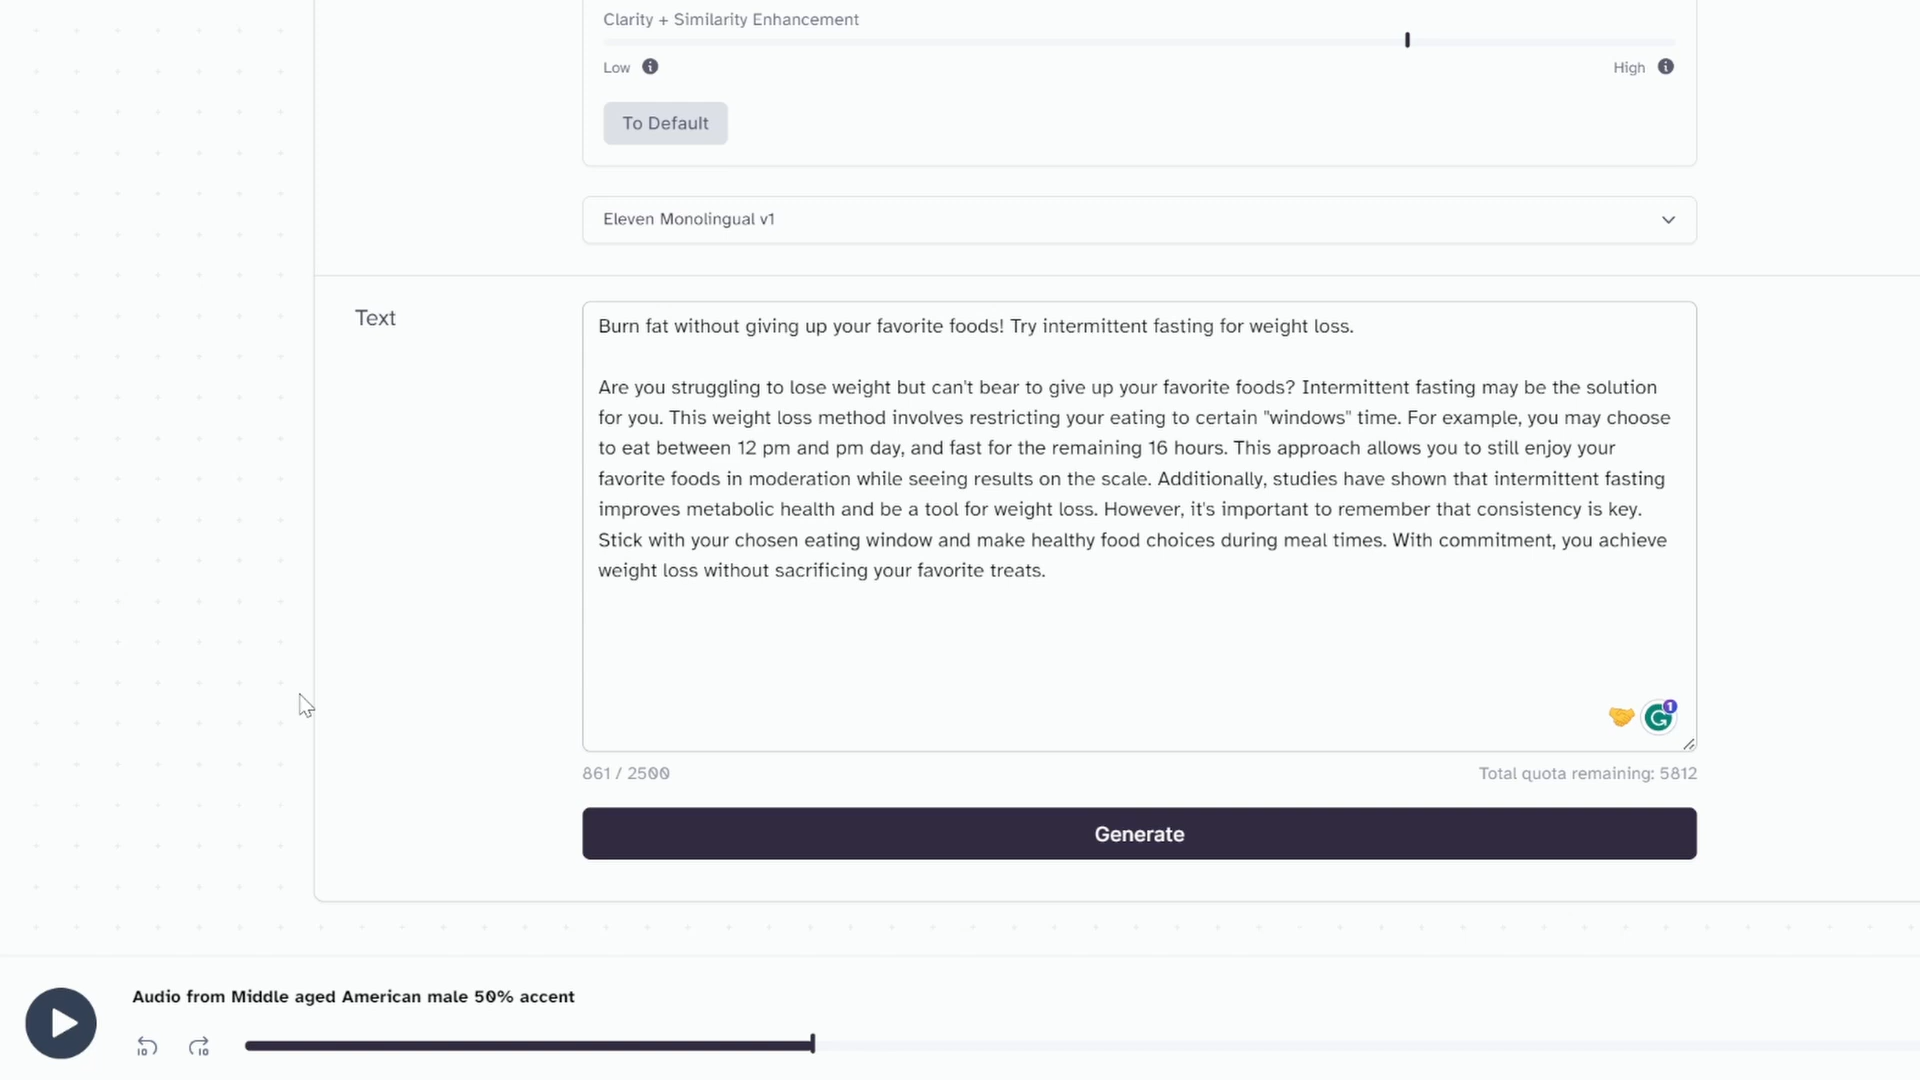 Clarity + Similarity Enhancement
Low
High
To Default
Eleven Monolingual v1
Text
Burn fat without giving up your favorite foods! Try intermittent fasting for weight loss.
Are you struggling to lose weight but can't bear to give up your favorite foods? Intermittent fasting may be the solution
for you. This weight loss method involves restricting your eating to certain "windows" time. For example, you may choose
to eat between 12 pm and pm day, and fast for the remaining 16 hours. This approach allows you to still enjoy your
favorite foods in moderation while seeing results on the scale. Additionally, studies have shown that intermittent fasting
improves metabolic health and be a tool for weight loss. However, it's important to remember that consistency is key.
Stick with your chosen eating window and make healthy food choices during meal times. With commitment, you achieve
weight loss without sacrificing your favorite treats.
1
861 / 2500
Total quota remaining: 5812
Generate
Audio from Middle aged American male 50% accent
10
10